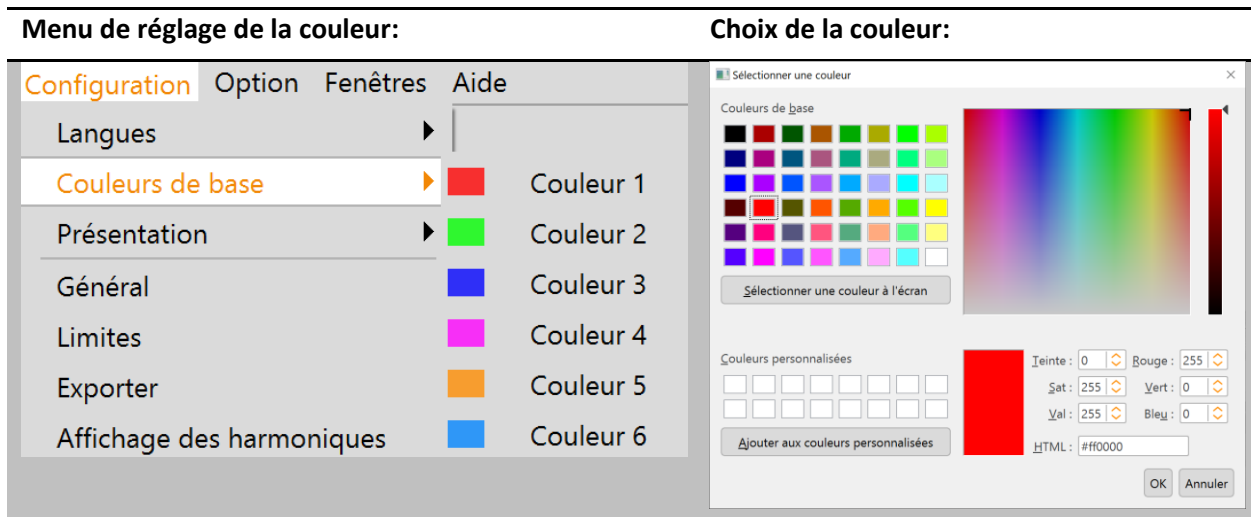 Menu de réglage de la couleur:
Choix de la couleur:
Configuration Option Fenêtres Aide
Langues
Couleurs de base
Présentation
Général
Limites
Exporter
Affichage des harmoniques
Couleur 1
Couleur 2
Couleur 3
Couleur 4
Couleur 5
Couleur 6
Sélectionner une couleur
Couleurs de base
Sélectionner une couleur à l'écran
Couleurs personnalisées
Ajouter aux couleurs personnalisées
Teinte : 0 Rouge : 255
Sat : 255 Vert : 0
Val : 255 Bleu : 0
HTML : #ff0000
OK Annuler